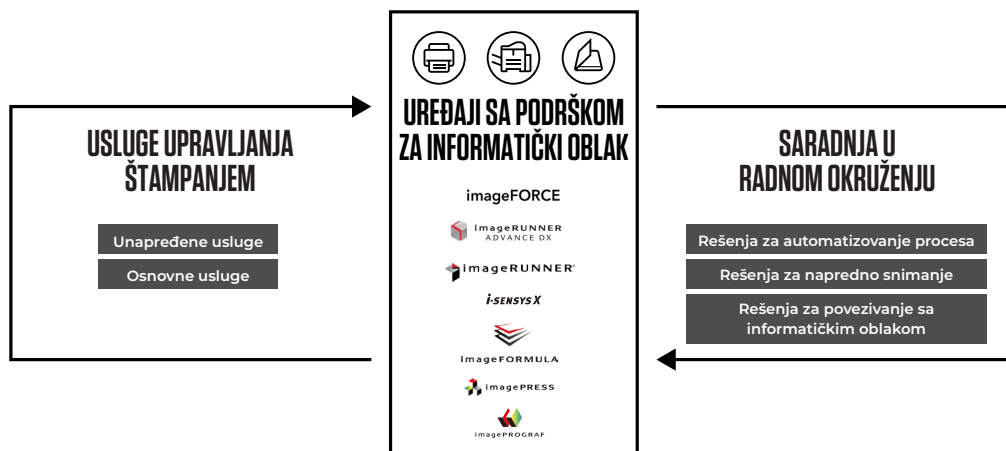 USLUGE UPRAVLJANJA
ŠTAMPANJEM
Unapređene usluge
Osnovne usluge
UREĐAJI SA PODRŠKOM
ZA INFORMATIČKI OBLAK
imageFORCE
imageRUNNER
ADVANCE DX
imageRUNNER®
i-SENSYS X
imageFORMULA
imagePRESS
imagePROGRAF
SARADNJA U
RADNOM OKRUŽENJU
Rešenja za automatizovanje procesa
Rešenja za napredno snimanje
Rešenja za povezivanje sa
informatičkim oblakom